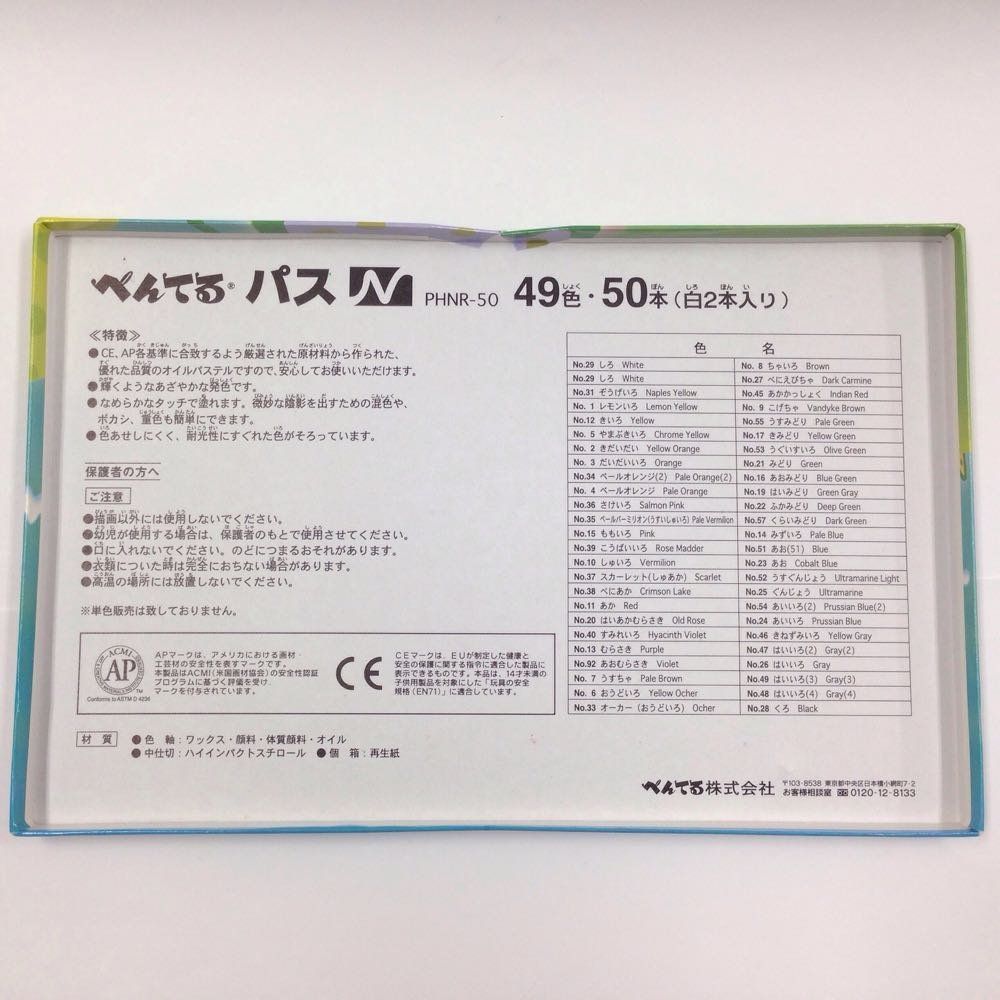 ぺんてる® パス N PHNR-50 49色・50本(白2本入り)
≪特徴≫
●CE, AP各基準に合致するよう厳選された原材料から作られた、
優れた品質のオイルパステルですので、安心してお使いいただけます。
●輝くようなあざやかな発色です。
●なめらかなタッチで塗れます。微妙な陰影を出すための混色や、
ボカシ、重色も簡単にできます。
●色あせしにくく、耐光性にすぐれた色がそろっています。
保護者の方へ
ご注意
●描画以外には使用しないでください。
●幼児が使用する場合は、保護者のもとで使用させてください。
●口に入れないでください。のどにつまるおそれがあります。
●衣類についた時は完全におちない場合があります。
●高温の場所には放置しないでください。
※単色販売は致しておりません。
ACMI
AP
TM
Conforms to ASTM D 4236
APマークは、アメリカにおける画材・
工芸材の安全性を表すマークです。
本製品はACMI(米国画材協会)の安全性認証
プログラムに基づく評価を受け
マークを付与されています。
CE
CEマークは、EUが制定した健康と
安全の保護に関する指令に適合した製品に
表示できるものです。本品は、14才未満の
子供用製品を対象にした「玩具の安全
規格(EN71)」に適合しています。
材質 ●色軸:ワックス・顔料・体質顔料・オイル
●中仕切:ハイインパクトスチロール ●個箱:再生紙
色 名
No.29 しろ White
No.29 しろ White
No.31 ぞうげいろ Naples Yellow
No. 1 レモンいろ Lemon Yellow
No.12 きいろ Yellow
No. 5 やまぶきいろ Chrome Yellow
No. 2 きだいだい Yellow Orange
No. 3 だいだいいろ Orange
No.34 ペールオレンジ(2) Pale Orange(2)
No. 4 ペールオレンジ Pale Orange
No.36 さけいろ Salmon Pink
No.35 ペールバーミリオン(うすいしゅいろ) Pale Vermilion
No.15 ももいろ Pink
No.39 こうばいいろ Rose Madder
No.10 しゅいろ Vermilion
No.37 スカーレット(しゅあか) Scarlet
No.38 べにあか Crimson Lake
No.11 あか Red
No.20 はいあかむらさき Old Rose
No.40 すみれいろ Hyacinth Violet
No.13 むらさき Purple
No.92 あおむらさき Violet
No. 7 うすちゃ Pale Brown
No. 6 おうどいろ Yellow Ocher
No.33 オーカー(おうどいろ) Ocher
No. 8 ちゃいろ Brown
No.27 べにえびちゃ Dark Carmine
No.45 あかかっしょく Indian Red
No. 9 こげちゃ Vandyke Brown
No.55 うすみどり Pale Green
No.17 きみどり Yellow Green
No.53 うぐいすいろ Olive Green
No.21 みどり Green
No.16 あおみどり Blue Green
No.19 はいみどり Green Gray
No.22 ふかみどり Deep Green
No.57 くらいみどり Dark Green
No.14 みずいろ Pale Blue
No.51 あお(51) Blue
No.23 あお Cobalt Blue
No.52 うすぐんじょう Ultramarine Light
No.25 ぐんじょう Ultramarine
No.54 あいいろ(2) Prussian Blue(2)
No.24 あいいろ Prussian Blue
No.46 きねずみいろ Yellow Gray
No.47 はいいろ(2) Gray(2)
No.26 はいいろ Gray
No.49 はいいろ(3) Gray(3)
No.48 はいいろ(4) Gray(4)
No.28 くろ Black
ぺんてる株式会社 〒103-8538 東京都中央区日本橋小網町7-2
お客様相談室 0120-12-8133